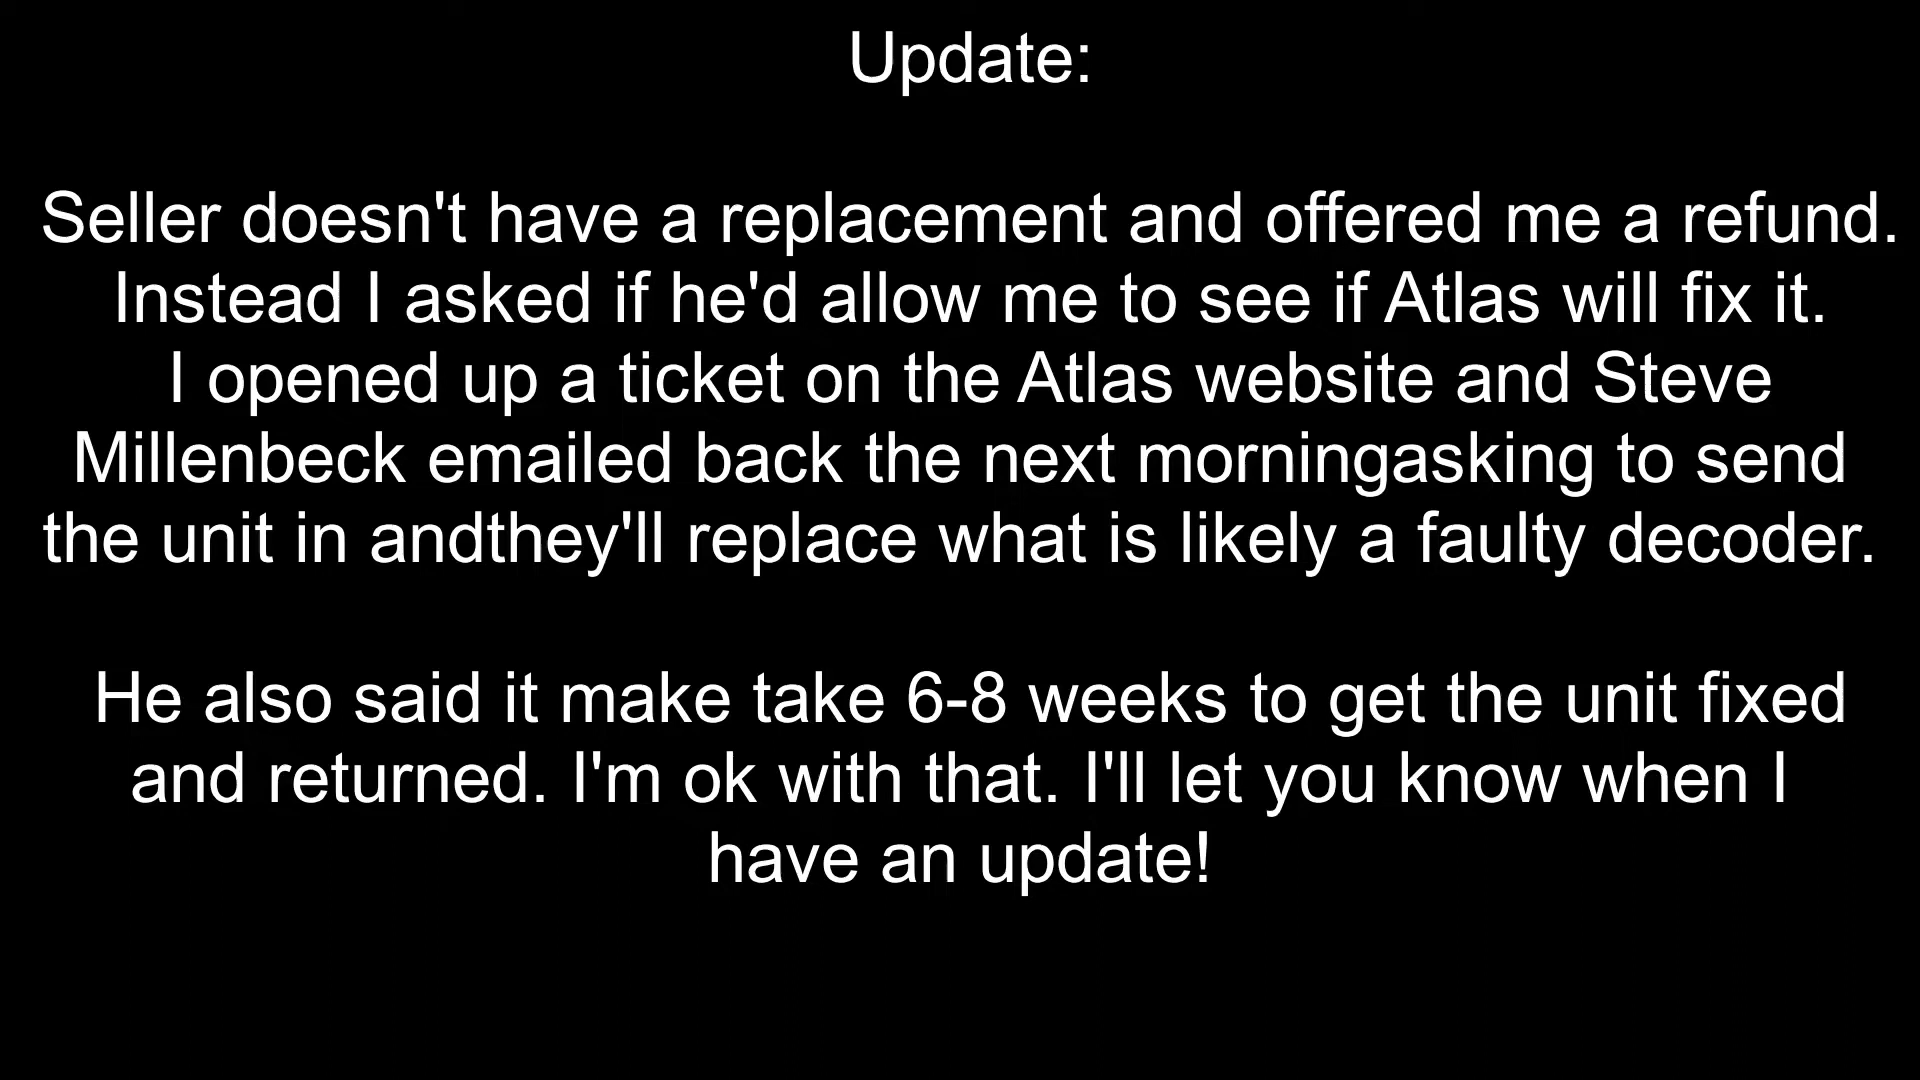 Update:
Seller doesn't have a replacement and offered me a refund.
Instead I asked if he'd allow me to see if Atlas will fix it.
I opened up a ticket on the Atlas website and Steve
Millenbeck emailed back the next morningasking to send
the unit in andthey'll replace what is likely a faulty decoder.
He also said it make take 6-8 weeks to get the unit fixed
and returned. I'm ok with that. I'll let you know when I
have an update!